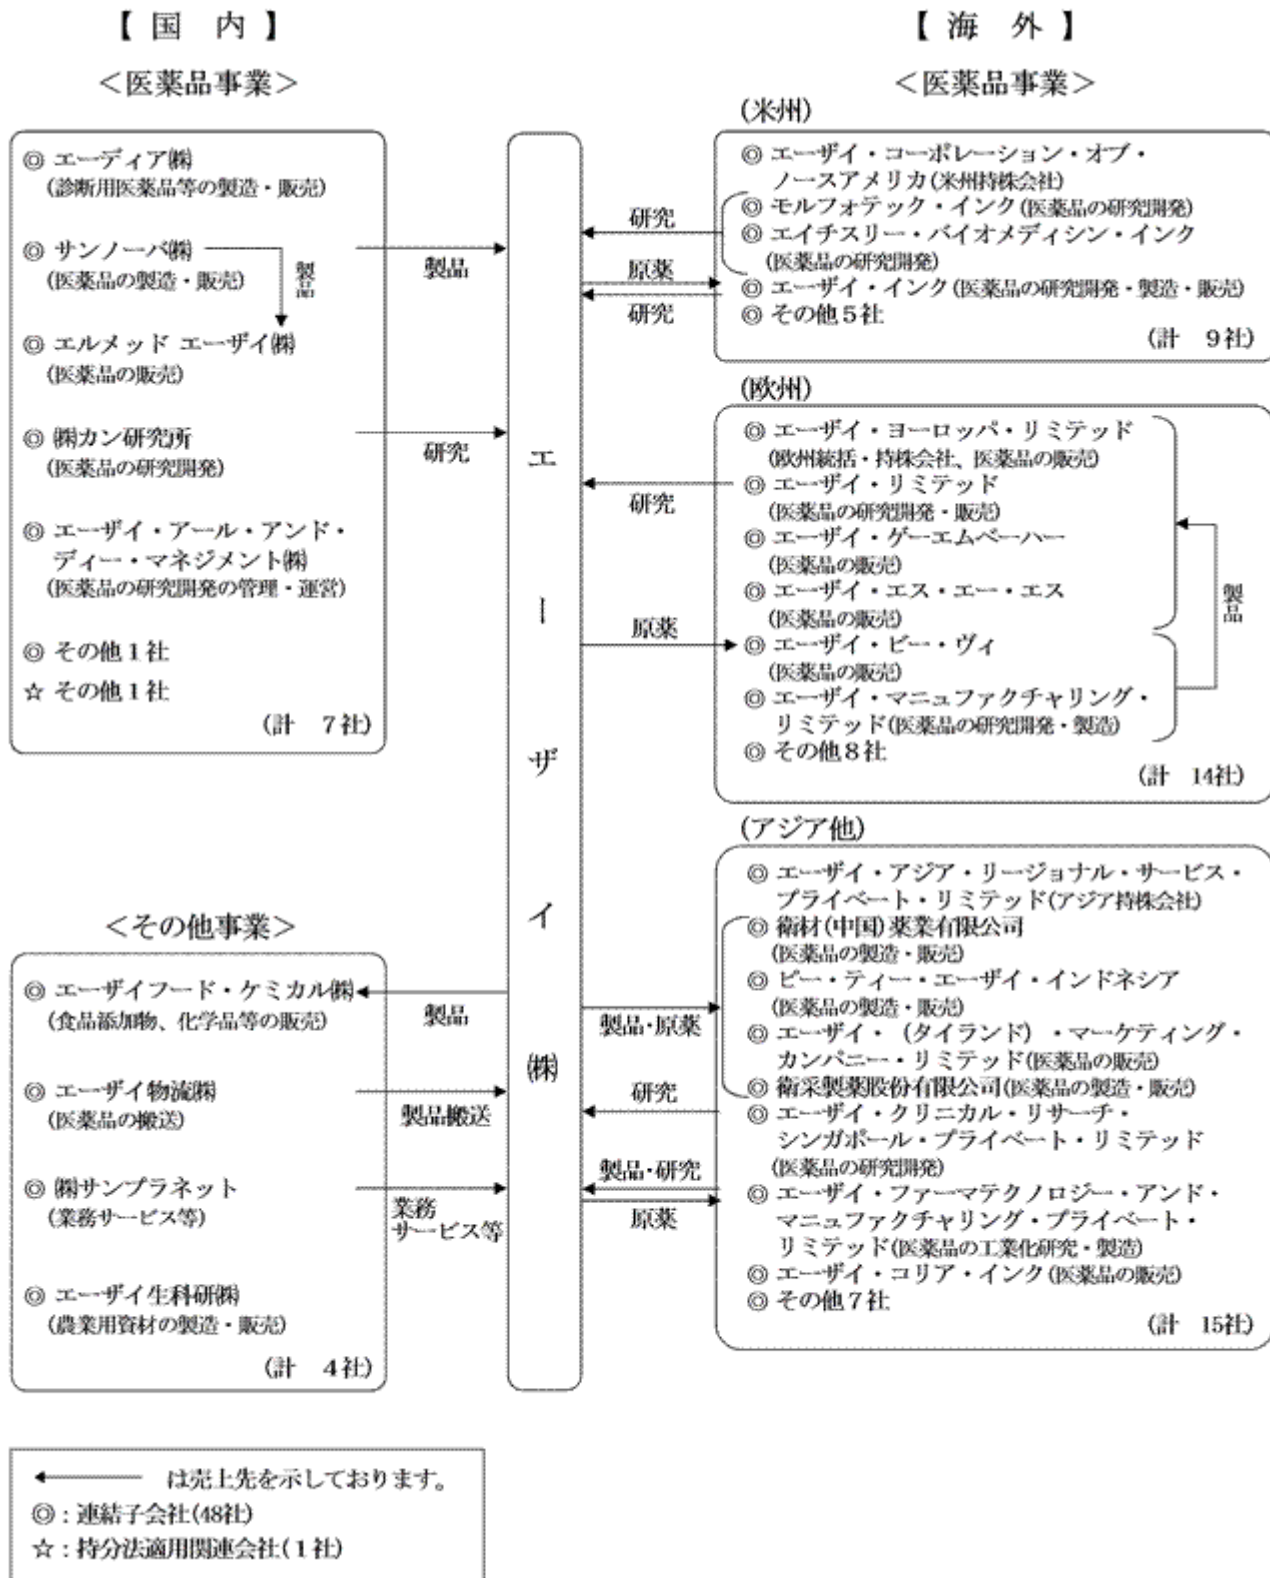 【 国 内 】
＜医薬品事業＞
◎ エーディア㈱
(診断用医薬品等の製造・販売)
◎ サンノーバ㈱
(医薬品の製造・販売)
製品
◎ エルメッド エーザイ㈱
(医薬品の販売)
◎ ㈱カン研究所
(医薬品の研究開発)
◎ エーザイ・アール・アンド・
ディー・マネジメント㈱
(医薬品の研究開発の管理・運営)
◎ その他１社
☆ その他１社
(計 ７社)
製品
研究
＜その他事業＞
◎ エーザイフード・ケミカル㈱
(食品添加物、化学品等の販売)
◎ エーザイ物流㈱
(医薬品の搬送)
◎ ㈱サンプラネット
(業務サービス等)
◎ エーザイ生科研㈱
(農業用資材の製造・販売)
(計 ４社)
製品
製品搬送
業務
サービス等
エーザイ㈱
【 海 外 】
＜医薬品事業＞
(米州)
研究
原薬
研究
◎ エーザイ・コーポレーション・オブ・
ノースアメリカ(米州持株会社)
◎ モルフォテック・インク(医薬品の研究開発)
◎ エイチスリー・バイオメディシン・インク
(医薬品の研究開発)
◎ エーザイ・インク(医薬品の研究開発・製造・販売)
◎ その他５社
(計 ９社)
(欧州)
研究
原薬
◎ エーザイ・ヨーロッパ・リミテッド
(欧州統括・持株会社、医薬品の販売)
◎ エーザイ・リミテッド
(医薬品の研究開発・販売)
◎ エーザイ・ゲーエムベーハー
(医薬品の販売)
◎ エーザイ・エス・エー・エス
(医薬品の販売)
◎ エーザイ・ビー・ヴィ
(医薬品の販売)
◎ エーザイ・マニュファクチャリング・
リミテッド(医薬品の研究開発・製造)
◎ その他８社
製品
(計 14社)
(アジア他)
製品・原薬
研究
製品・研究
原薬
◎ エーザイ・アジア・リージョナル・サービス・
プライベート・リミテッド(アジア持株会社)
◎ 衛材(中国)薬業有限公司
(医薬品の製造・販売)
◎ ピー・ティー・エーザイ・インドネシア
(医薬品の製造・販売)
◎ エーザイ・（タイランド）・マーケティング・
カンパニー・リミテッド(医薬品の販売)
◎ 衛采製薬股份有限公司(医薬品の製造・販売)
◎ エーザイ・クリニカル・リサーチ・
シンガポール・プライベート・リミテッド
(医薬品の研究開発)
◎ エーザイ・ファーマテクノロジー・アンド・
マニュファクチャリング・プライベート・
リミテッド(医薬品の工業化研究・製造)
◎ エーザイ・コリア・インク(医薬品の販売)
◎ その他７社
(計 15社)
は売上先を示しております。
◎：連結子会社(48社)
☆：持分法適用関連会社(１社)